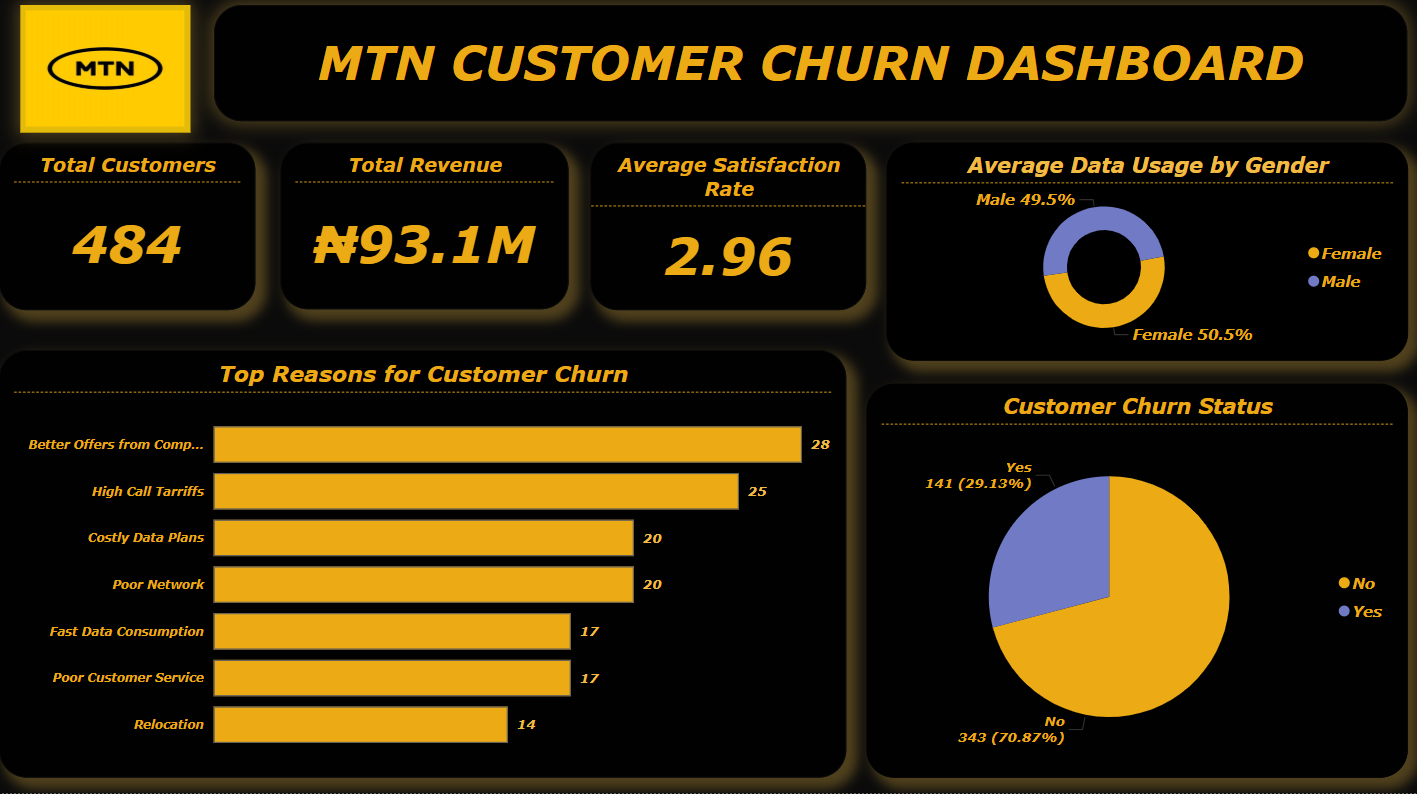 MTN
MTN CUSTOMER CHURN DASHBOARD
Total Customers
484
Total Revenue
₦93.1M
Average Satisfaction
Rate
2.96
Average Data Usage by Gender
Male 49.5%
Female 50.5%
Female
Male
Top Reasons for Customer Churn
Better Offers from Comp... 28
High Call Tarriffs 25
Costly Data Plans 20
Poor Network 20
Fast Data Consumption 17
Poor Customer Service 17
Relocation 14
Customer Churn Status
Yes
141 (29.13%)
No
343 (70.87%)
No
Yes